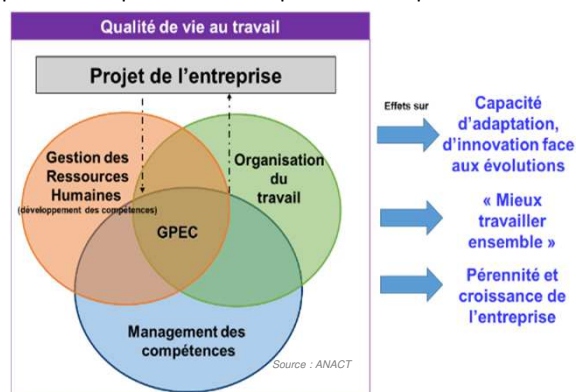 Qualité de vie au travail
Projet de l'entreprise
Gestion des
Ressources
Humaines
(développement des compétences)
Organisation
du
travail
GPEC
Management des
compétences
Source : ANACT
Effets sur
Capacité
d'adaptation,
d'innovation face
aux évolutions
« Mieux
travailler
ensemble »
Pérennité et
croissance de
l'entreprise